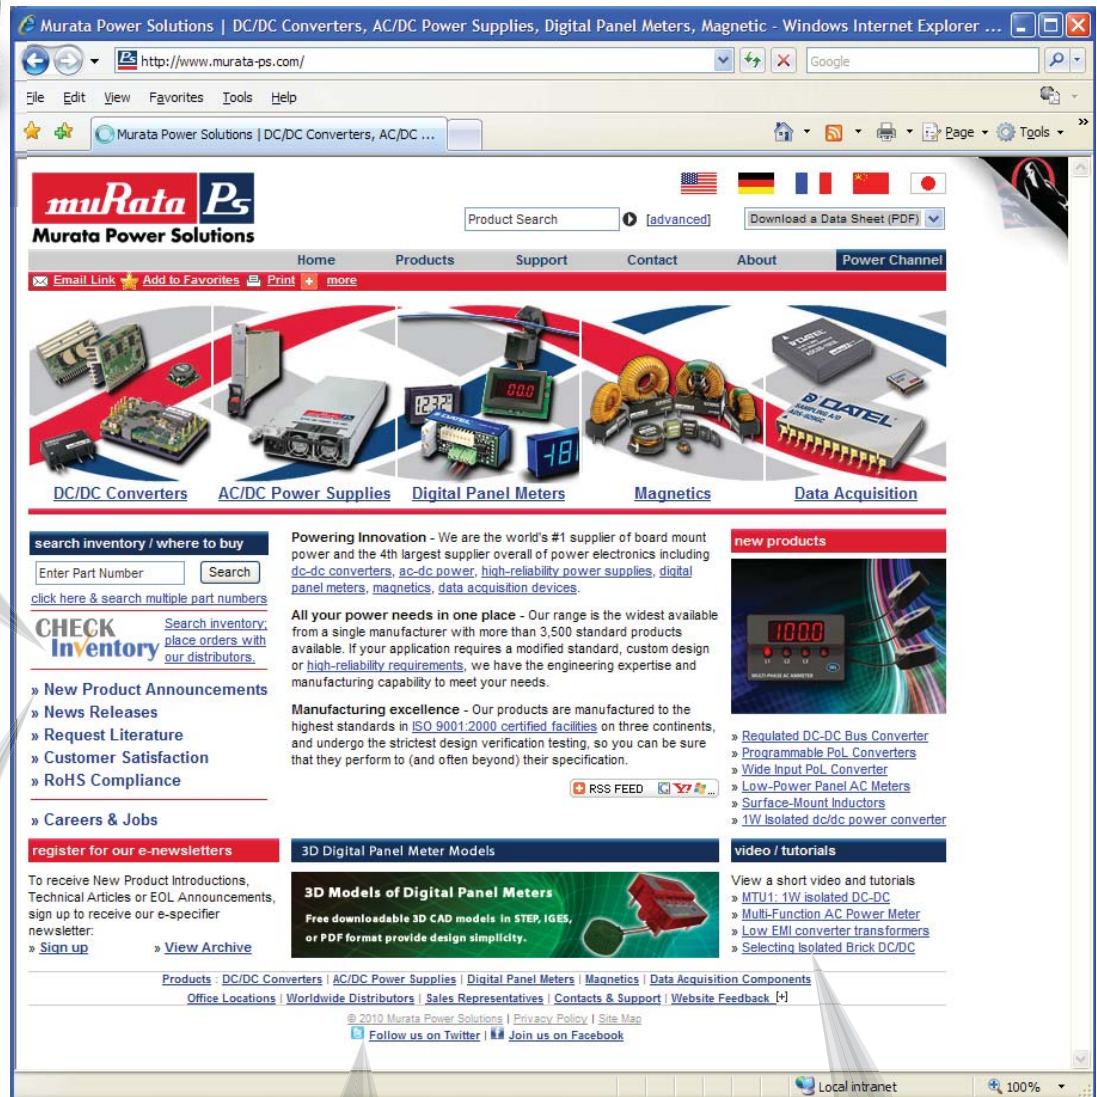 Murata Power Solutions | DC/DC Converters, AC/DC Power Supplies, Digital Panel Meters, Magnetic - Windows Internet Explorer ...
http://www.murata-ps.com/
Google
File Edit View Favorites Tools Help
Murata Power Solutions | DC/DC Converters, AC/DC ...
Page Tools »
muRata Ps
Murata Power Solutions
Product Search [advanced] Download a Data Sheet (PDF)
Home Products Support Contact About Power Channel
Email Link Add to Favorites Print more
DATEL
DATEL
SAMPLING A/D
DC/DC Converters AC/DC Power Supplies Digital Panel Meters Magnetics Data Acquisition
search inventory / where to buy
Enter Part Number Search
click here & search multiple part numbers
CHECK
Inventory
Search inventory;
place orders with
our distributors.
» New Product Announcements
» News Releases
» Request Literature
» Customer Satisfaction
» RoHS Compliance
» Careers & Jobs
Powering Innovation - We are the world's #1 supplier of board mount
power and the 4th largest supplier overall of power electronics including
dc-dc converters, ac-dc power, high-reliability power supplies, digital
panel meters, magnetics, data acquisition devices.
All your power needs in one place - Our range is the widest available
from a single manufacturer with more than 3,500 standard products
available. If your application requires a modified standard, custom design
or high-reliability requirements, we have the engineering expertise and
manufacturing capability to meet your needs.
Manufacturing excellence - Our products are manufactured to the
highest standards in ISO 9001:2000 certified facilities on three continents,
and undergo the strictest design verification testing, so you can be sure
that they perform to (and often beyond) their specification.
RSS FEED
new products
1000
L1 L2 L3
MULTI-PHASE AC AMMETER
» Regulated DC-DC Bus Converter
» Programmable PoL Converters
» Wide Input PoL Converter
» Low-Power Panel AC Meters
» Surface-Mount Inductors
» 1W Isolated dc/dc power converter
register for our e-newsletters
To receive New Product Introductions,
Technical Articles or EOL Announcements,
sign up to receive our e-specifier
newsletter:
» Sign up » View Archive
3D Digital Panel Meter Models
3D Models of Digital Panel Meters
Free downloadable 3D CAD models in STEP, IGES,
or PDF format provide design simplicity.
video / tutorials
View a short video and tutorials
» MTU1: 1W isolated DC-DC
» Multi-Function AC Power Meter
» Low EMI converter transformers
» Selecting Isolated Brick DC/DC
Products : DC/DC Converters | AC/DC Power Supplies | Digital Panel Meters | Magnetics | Data Acquisition Components
Office Locations | Worldwide Distributors | Sales Representatives | Contacts & Support | Website Feedback [+]
© 2010 Murata Power Solutions | Privacy Policy | Site Map
Follow us on Twitter | Join us on Facebook
Local intranet 100%